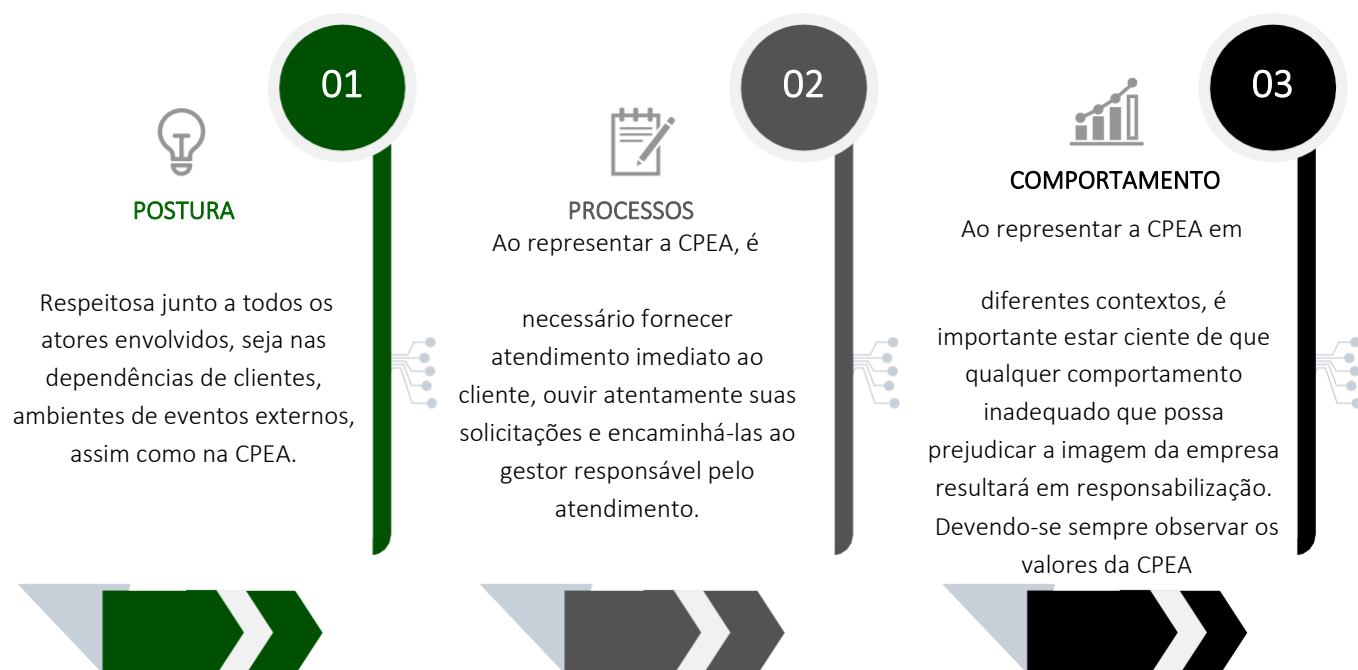 01
POSTURA
Respeitosa junto a todos os
atores envolvidos, seja nas
dependências de clientes,
ambientes de eventos externos,
assim como na CPEA.
02
PROCESSOS
Ao representar a CPEA, é
necessário fornecer
atendimento imediato ao
cliente, ouvir atentamente suas
solicitações e encaminhá-las ao
gestor responsável pelo
atendimento.
03
COMPORTAMENTO
Ao representar a CPEA em
diferentes contextos, é
importante estar ciente de que
qualquer comportamento
inadequado que possa
prejudicar a imagem da empresa
resultará em responsabilização.
Devendo-se sempre observar os
valores da CPEA